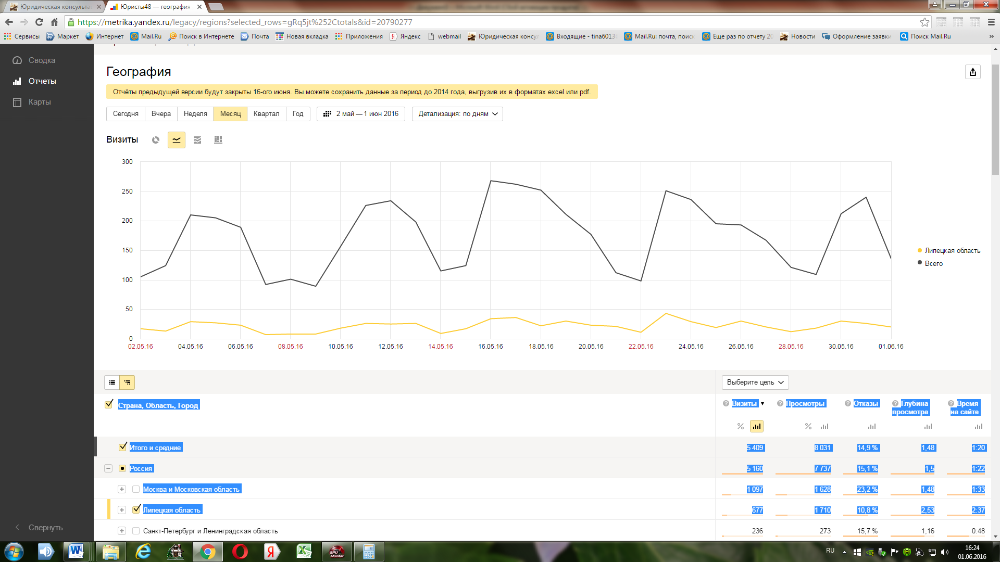 Юридическая консульта
Юристы48 — география
https://metrika.yandex.ru/legacy/regions?selected_rows=gRq5jt%252Ctotals&id=20790277
Сервисы Маркет Интернет Mail.Ru Поиск в Интернете Почта Новая вкладка Приложения Яндекс webmail Юридическая консул Входящие - tina6013 Mail.Ru: почта, поиск Еще раз по отчету 20 Новости Оформление заявки Поиск Mail.Ru »
Сводка
Отчеты
Карты
Свернуть
География
Отчёты предыдущей версии будут закрыты 16-ого июня. Вы можете сохранить данные за период до 2014 года, выгрузив их в форматах excel или pdf.
Сегодня Вчера Неделя Месяц Квартал Год 2 май — 1 июн 2016 Детализация: по дням
Визиты
300
250
200
150
100
50
0
02.05.16 04.05.16 06.05.16 08.05.16 10.05.16 12.05.16 14.05.16 16.05.16 18.05.16 20.05.16 22.05.16 24.05.16 26.05.16 28.05.16 30.05.16 01.06.16
Липецкая область
Всего
Выберите цель
Страна, Область, Город Визиты ▼ Просмотры Отказы Глубина просмотра Время на сайте
% %
Итого и средние 5 409 8 031 14,9 % 1,48 1:20
Россия 5 160 7 737 15,1 % 1,5 1:22
Москва и Московская область 1 097 1 628 23,2 % 1,48 1:33
Липецкая область 677 1 710 10,8 % 2,53 2:37
Санкт-Петербург и Ленинградская область 236 273 15,7 % 1,16 0:48
RU
16:24
01.06.2016